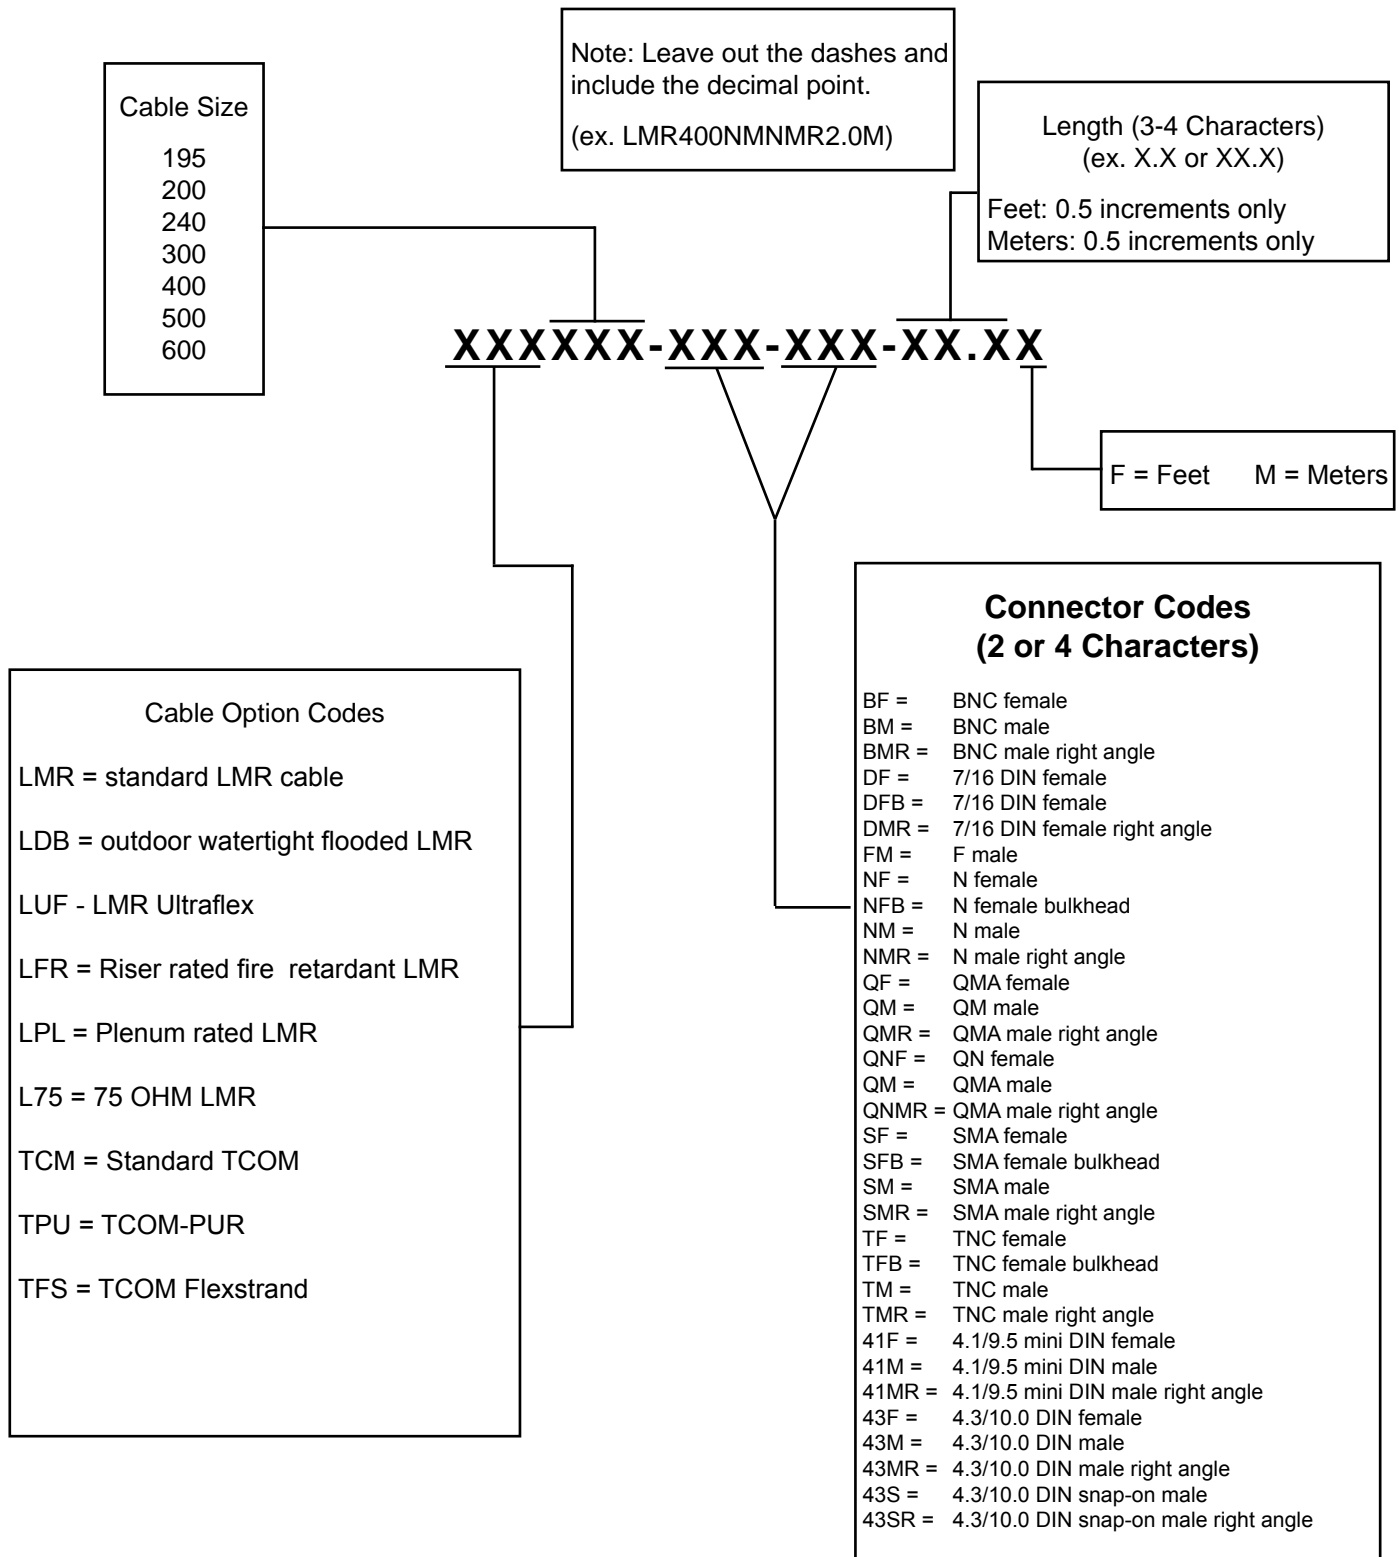 Note: Leave out the dashes and
include the decimal point.
(ex. LMR400NMNMR2.0M)
Cable Size
195
200
240
300
400
500
600
Length (3-4 Characters)
(ex. X.X or XX.X)
Feet: 0.5 increments only
Meters: 0.5 increments only
XXXXXX-XXX-XXX-XX.XX
F = Feet M = Meters
Cable Option Codes
LMR = standard LMR cable
LDB = outdoor watertight flooded LMR
LUF - LMR Ultraflex
LFR = Riser rated fire retardant LMR
LPL = Plenum rated LMR
L75 = 75 OHM LMR
TCM = Standard TCOM
TPU = TCOM-PUR
TFS = TCOM Flexstrand
Connector Codes
(2 or 4 Characters)
BF = BNC female
BM = BNC male
BMR = BNC male right angle
DF = 7/16 DIN female
DFB = 7/16 DIN female
DMR = 7/16 DIN female right angle
FM = F male
NF = N female
NFB = N female bulkhead
NM = N male
NMR = N male right angle
QF = QMA female
QM = QM male
QMR = QMA male right angle
QNF = QN female
QM = QMA male
QNMR = QMA male right angle
SF = SMA female
SFB = SMA female bulkhead
SM = SMA male
SMR = SMA male right angle
TF = TNC female
TFB = TNC female bulkhead
TM = TNC male
TMR = TNC male right angle
41F = 4.1/9.5 mini DIN female
41M = 4.1/9.5 mini DIN male
41MR = 4.1/9.5 mini DIN male right angle
43F = 4.3/10.0 DIN female
43M = 4.3/10.0 DIN male
43MR = 4.3/10.0 DIN male right angle
43S = 4.3/10.0 DIN snap-on male
43SR = 4.3/10.0 DIN snap-on male right angle